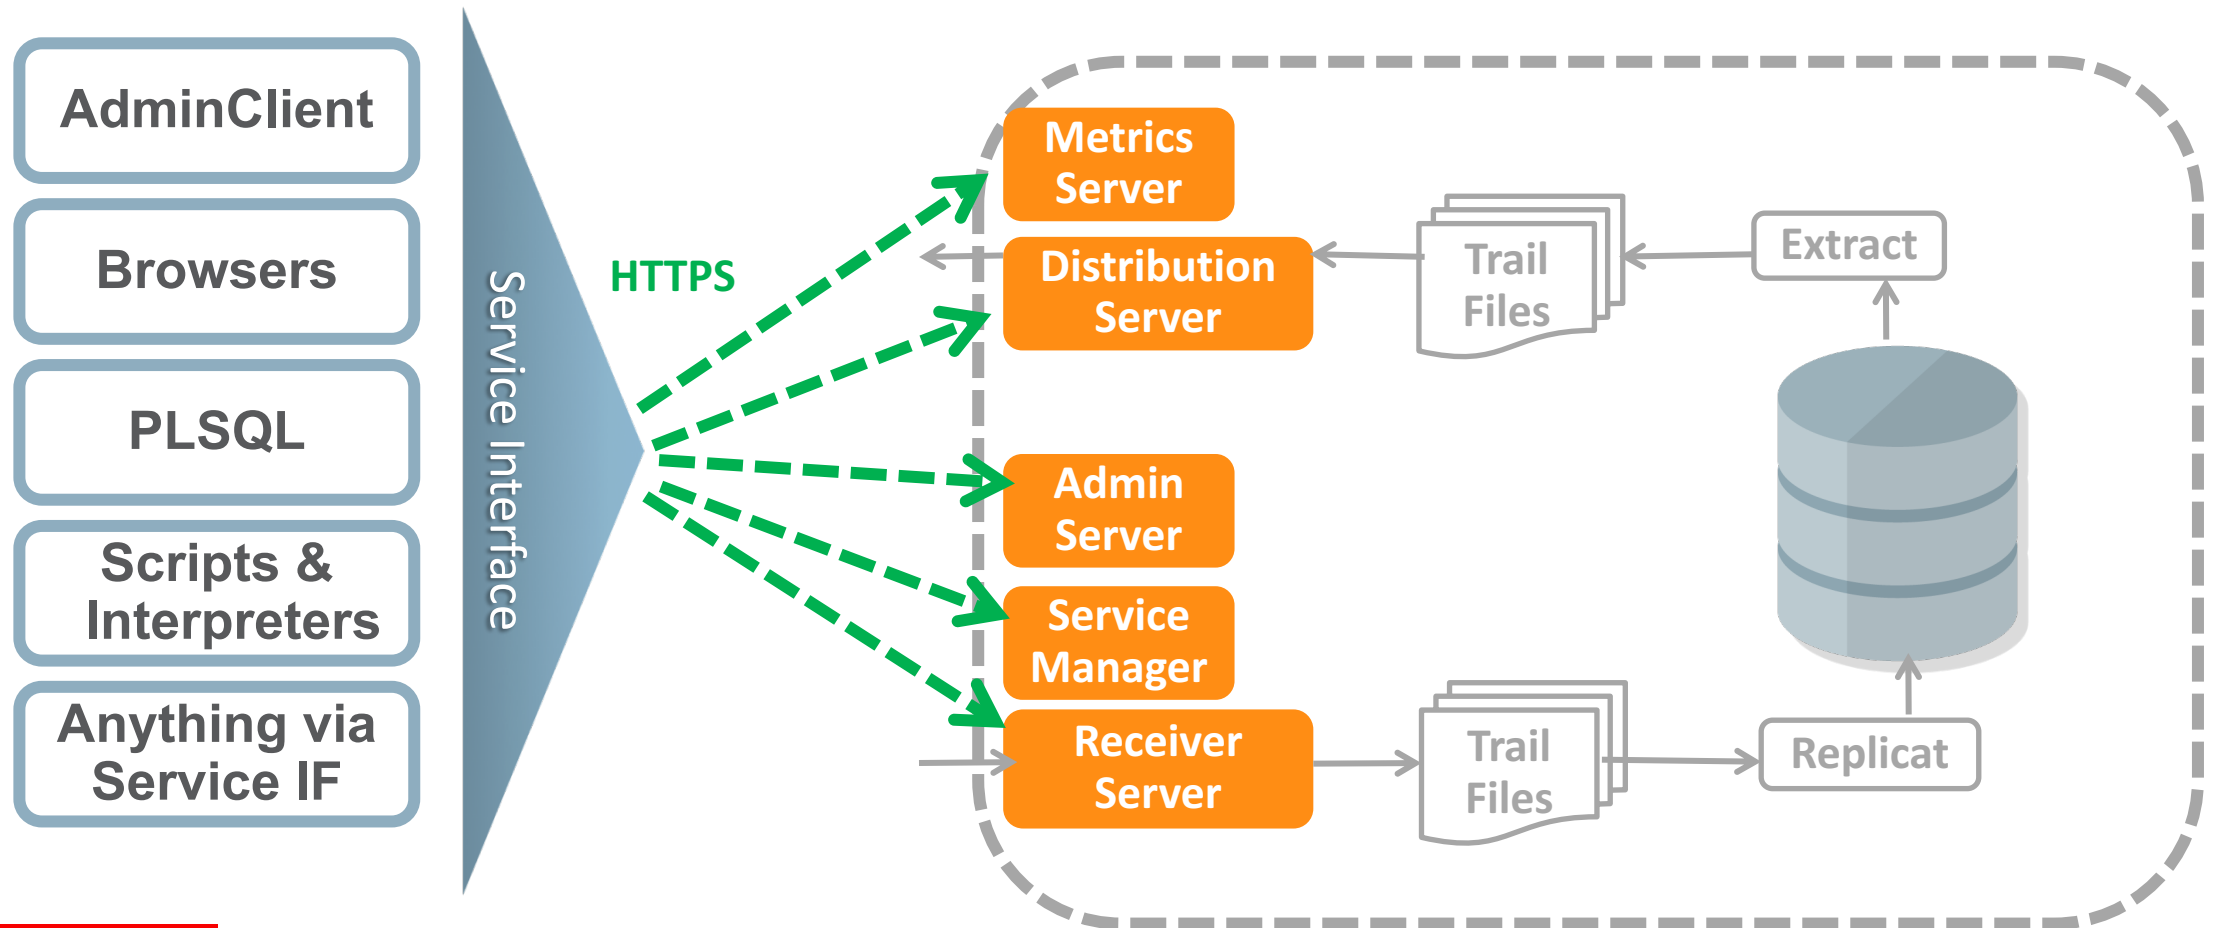 AdminClient
Browsers
PLSQL
Scripts &
Interpreters
Anything via
Service IF
Service Interface
HTTPS
Metrics
Server
Distribution
Server
Admin
Server
Service
Manager
Receiver
Server
Trail
Files
Extract
Trail
Files
Replicat